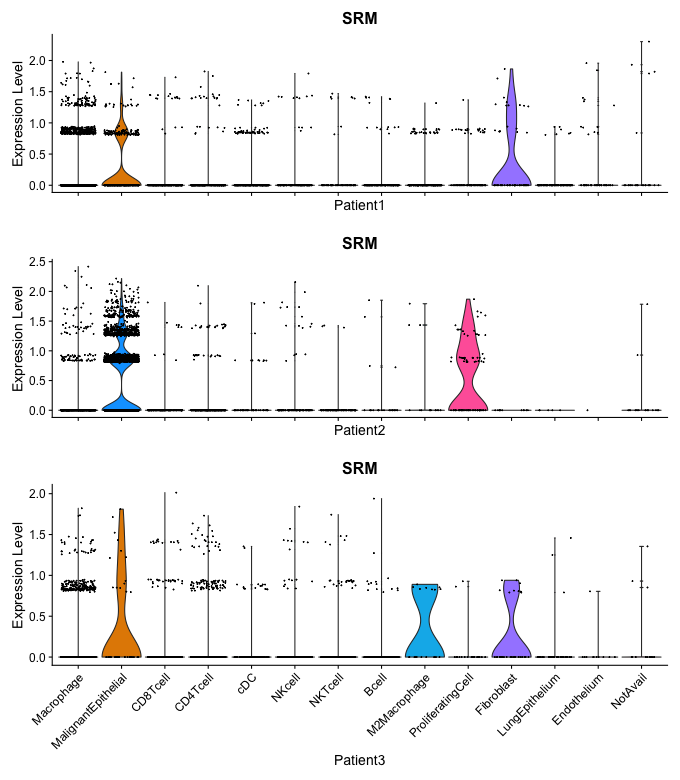 SRM
Expression Level
2.0
1.5
1.0
0.5
0.0
Patient1
SRM
Expression Level
2.5
2.0
1.5
1.0
0.5
0.0
Patient2
SRM
Expression Level
2.0
1.5
1.0
0.5
0.0
Macrophage
MalignantEpithelial
CD8Tcell
CD4Tcell
cDC
NKcell
NKTcell
Bcell
M2Macrophage
ProliferatingCell
Fibroblast
LungEpithelium
Endothelium
NotAvail
Patient3